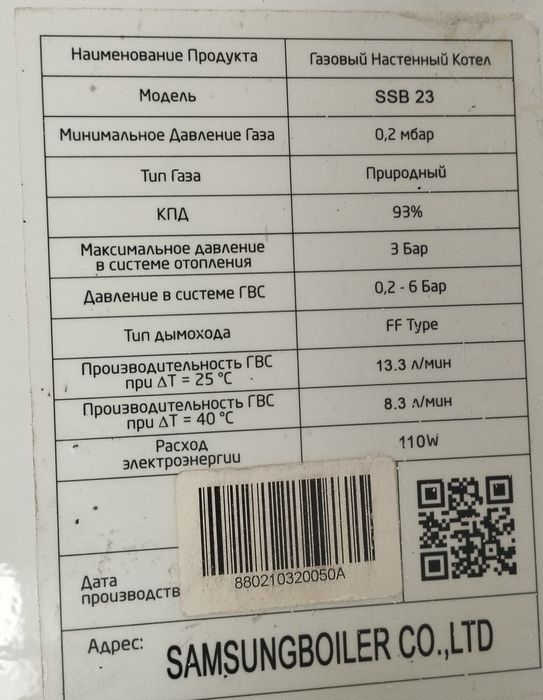 Наименование Продукта Газовый Настенный Котел
Модель SSB 23
Минимальное Давление Газа 0,2 мбар
Тип Газа Природный
КПД 93%
Максимальное давление
в системе отопления 3 Бар
Давление в системе ГВС 0,2 - 6 Бар
Тип дымохода FF Type
Производительность ГВС
при ΔT = 25 °C 13.3 л/мин
Производительность ГВС
при ΔT = 40 °C 8.3 л/мин
Расход
электроэнергии 110W
880210320050A
Дата
производств
Адрес: SAMSUNGBOILER CO.,LTD